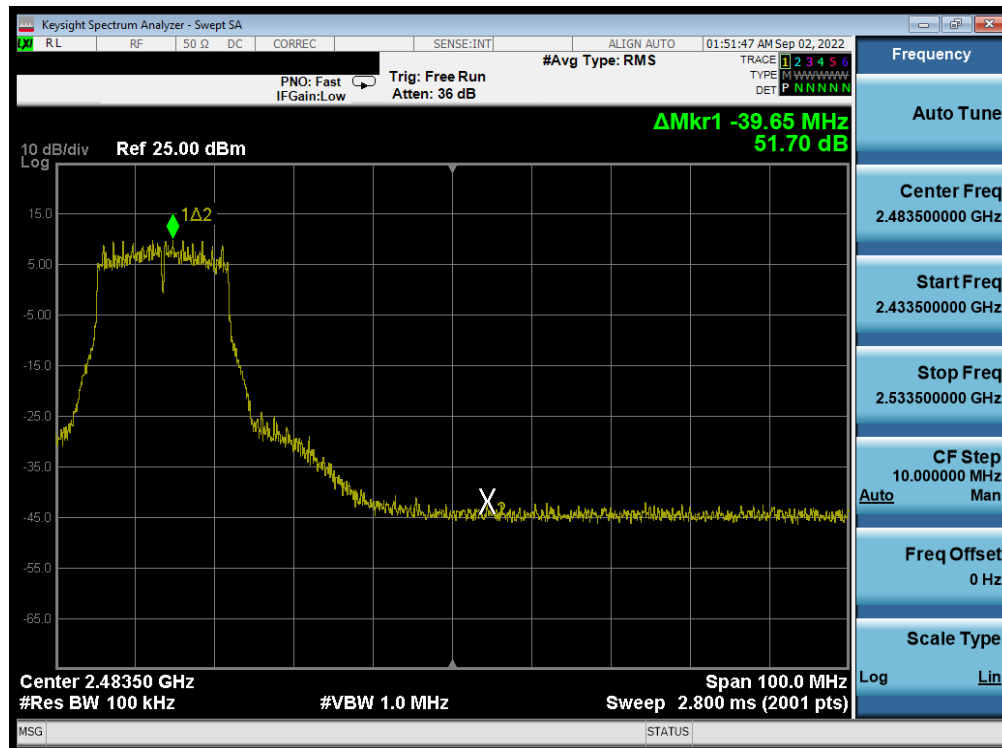 Keysight Spectrum Analyzer - Swept SA
LXI RL RF 50 Ω DC CORREC SENSE:INT ALIGN AUTO 01:51:47 AM Sep 02, 2022
PNO: Fast
IFGain:Low
Trig: Free Run
Atten: 36 dB
#Avg Type: RMS
TRACE 1 2 3 4 5 6
TYPE M WWWWW
DET P N N N N N
ΔMkr1 -39.65 MHz
51.70 dB
10 dB/div Ref 25.00 dBm
Log
15.0
5.00
-5.00
-15.0
-25.0
-35.0
-45.0
-55.0
-65.0
1Δ2
X2
Center 2.48350 GHz Span 100.0 MHz
#Res BW 100 kHz #VBW 1.0 MHz Sweep 2.800 ms (2001 pts)
MSG STATUS
Frequency
Auto Tune
Center Freq
2.483500000 GHz
Start Freq
2.433500000 GHz
Stop Freq
2.533500000 GHz
CF Step
10.000000 MHz
Auto Man
Freq Offset
0 Hz
Scale Type
Log Lin